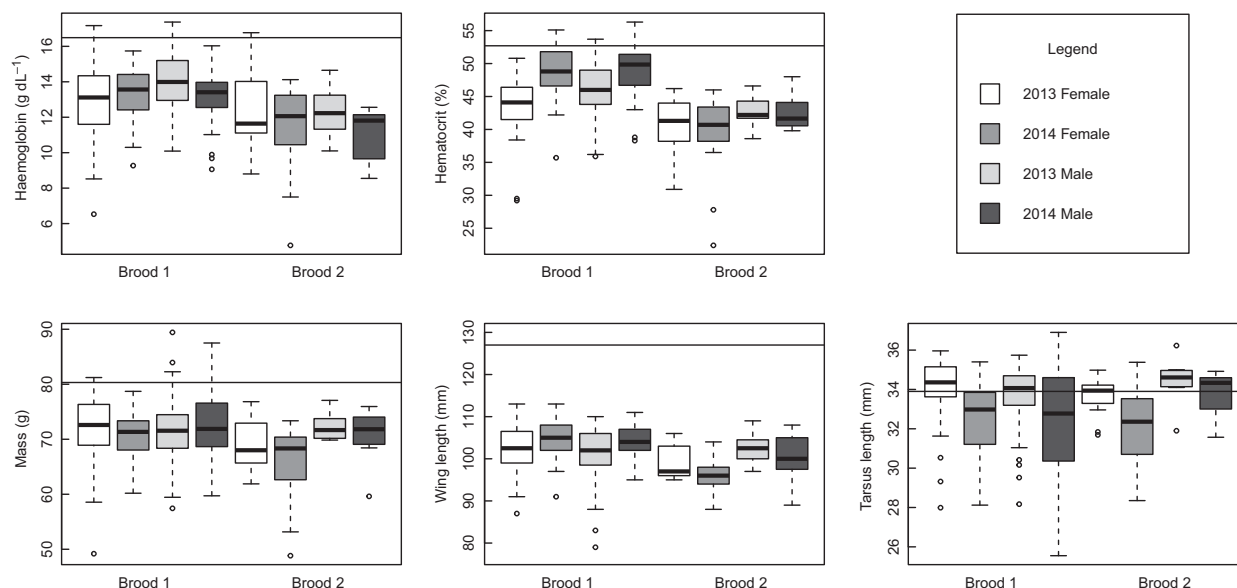 Haemoglobin (g dL⁻¹)
16
14
12
10
8
6
Brood 1 Brood 2
Hematocrit (%)
55
50
45
40
35
30
25
Brood 1 Brood 2
Legend
2013 Female
2014 Female
2013 Male
2014 Male
Mass (g)
90
80
70
60
50
Brood 1 Brood 2
Wing length (mm)
130
120
110
100
90
80
Brood 1 Brood 2
Tarsus length (mm)
36
34
32
30
28
26
Brood 1 Brood 2